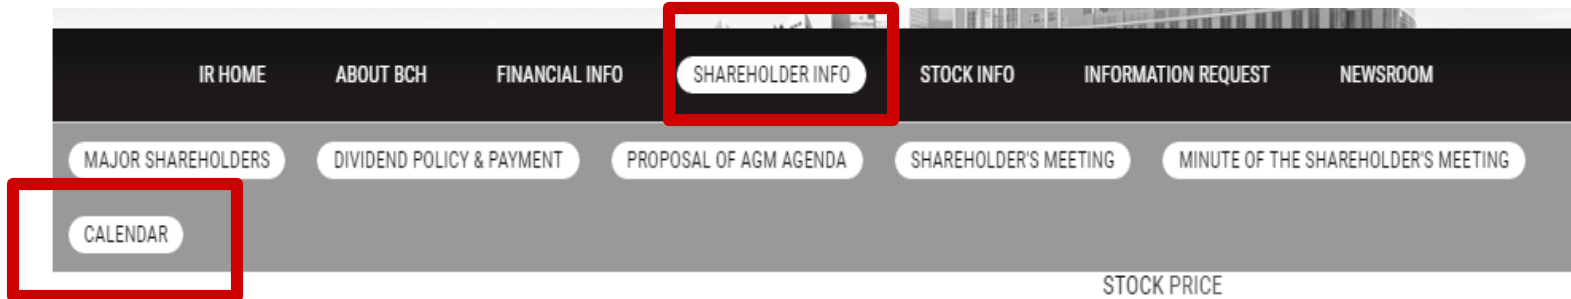 IR HOME ABOUT BCH FINANCIAL INFO SHAREHOLDER INFO STOCK INFO INFORMATION REQUEST NEWSROOM
MAJOR SHAREHOLDERS DIVIDEND POLICY & PAYMENT PROPOSAL OF AGM AGENDA SHAREHOLDER'S MEETING MINUTE OF THE SHAREHOLDER'S MEETING
CALENDAR
STOCK PRICE